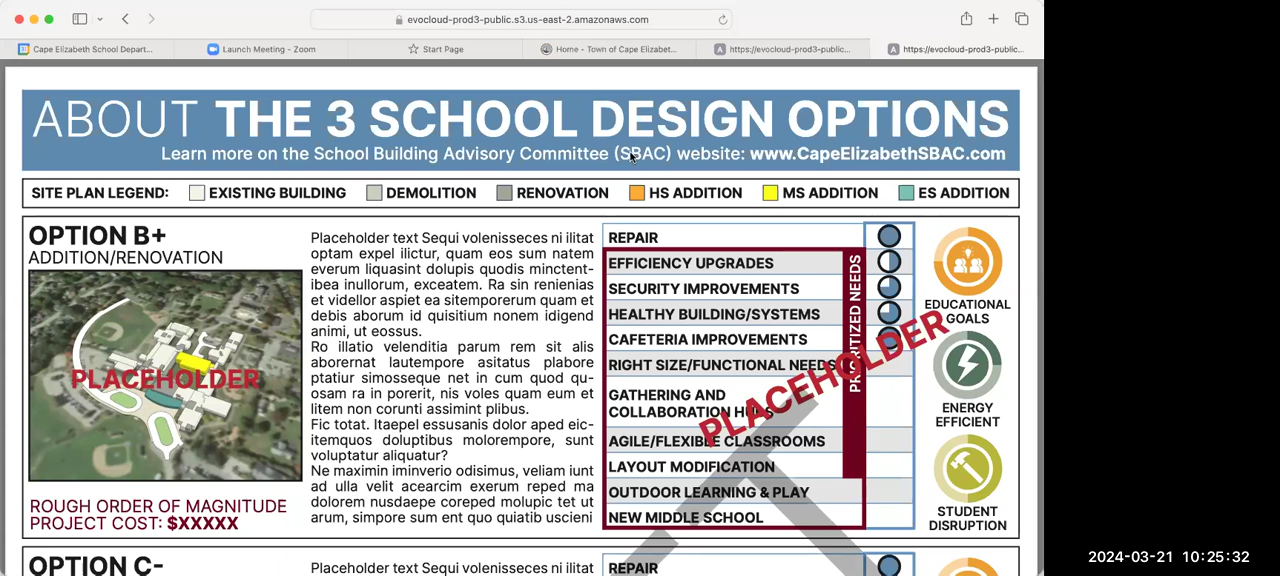 evocloud-prod3-public.s3.us-east-2.amazonaws.com
Cape Elizabeth School Depart...
Launch Meeting - Zoom
Start Page
Home - Town of Cape Elizabet...
https://evocloud-prod3-public...
https://evocloud-prod3-public...
ABOUT THE 3 SCHOOL DESIGN OPTIONS
Learn more on the School Building Advisory Committee (SBAC) website: www.CapeElizabethSBAC.com
SITE PLAN LEGEND: EXISTING BUILDING DEMOLITION RENOVATION HS ADDITION MS ADDITION ES ADDITION
OPTION B+
ADDITION/RENOVATION
PLACEHOLDER
ROUGH ORDER OF MAGNITUDE
PROJECT COST: $XXXXX
Placeholder text Sequi volenisseces ni ilitat
optam expel ilictur, quam eos sum natem
everum liquasint dolupis quodis minctent-
ibea inullorum, exceatem. Ra sin renienias
et videllor aspiet ea sitemporerum quam et
debis aborum id quisitium nonem idigend
animi, ut eossus.
Ro illatio velenditia parum rem sit alis
aborernat lautempore asitatus plabore
ptatiur simosseque net in cum quod qu-
osam ra in porerit, nis voles quam eum et
litem non corunti assimint plibus.
Fic totat. Itaepel essusanis dolor aped eic-
itemquos doluptibus molorempore, sunt
voluptatur aliquatur?
Ne maximin iminverio odisimus, veliam iunt
ad ulla velit acearcim exerum reped ma
dolorem nusdaepe coreped molupic tet ut
arum, simpore sum ent quo quiatib uscieni
REPAIR
EFFICIENCY UPGRADES
SECURITY IMPROVEMENTS
HEALTHY BUILDING/SYSTEMS
CAFETERIA IMPROVEMENTS
RIGHT SIZE/FUNCTIONAL NEEDS
GATHERING AND
COLLABORATION HUBS
AGILE/FLEXIBLE CLASSROOMS
LAYOUT MODIFICATION
OUTDOOR LEARNING & PLAY
NEW MIDDLE SCHOOL
PRIORITIZED NEEDS
PLACEHOLDER
EDUCATIONAL
GOALS
ENERGY
EFFICIENT
STUDENT
DISRUPTION
OPTION C-
Placeholder text Sequi volenisseces ni ilitat
REPAIR
2024-03-21 10:25:32